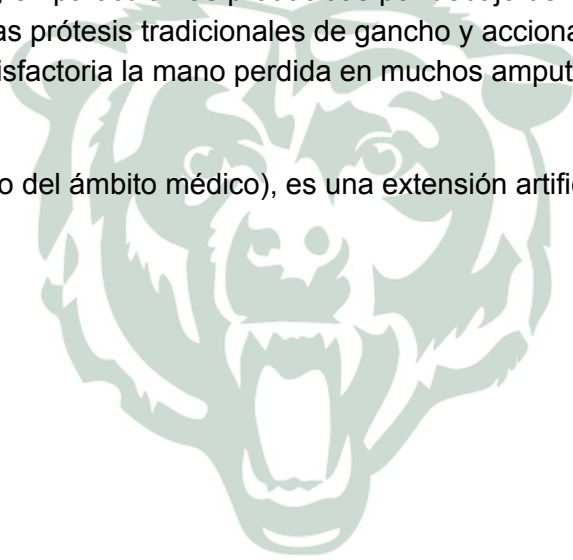 as prótesis tradicionales de gancho y acciona
isfactoria la mano perdida en muchos amput
o del ámbito médico), es una extensión artific